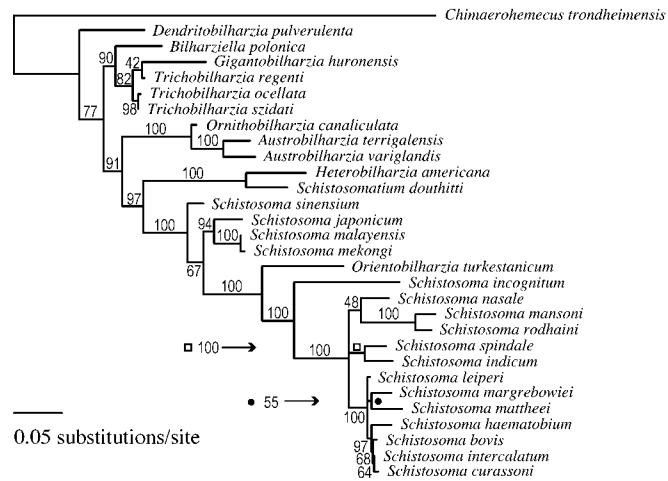 Chimaerohemecus trondheimensis
Dendritobilharzia pulverulenta
90 Bilharziella polonica
42 Gigantobilharzia huronensis
82 Trichobilharzia regenti
Trichobilharzia ocellata
77 98 Trichobilharzia szidati
100 Ornithobilharzia canaliculata
100 Austrobilharzia terrigalensis
91 Austrobilharzia variglandis
100 Heterobilharzia americana
97 Schistosomatium douthitti
100 Schistosoma sinensium
94 Schistosoma japonicum
100 Schistosoma malayensis
67 Schistosoma mekongi
100 Orientobilharzia turkestanicum
100 Schistosoma incognitum
48 Schistosoma nasale
100 Schistosoma mansoni
Schistosoma rodhaini
100 100 Schistosoma spindale
Schistosoma indicum
Schistosoma leiperi
Schistosoma margrebowiei
55 Schistosoma mattheei
100 Schistosoma haematobium
97 Schistosoma bovis
68 Schistosoma intercalatum
64 Schistosoma curassoni
0.05 substitutions/site